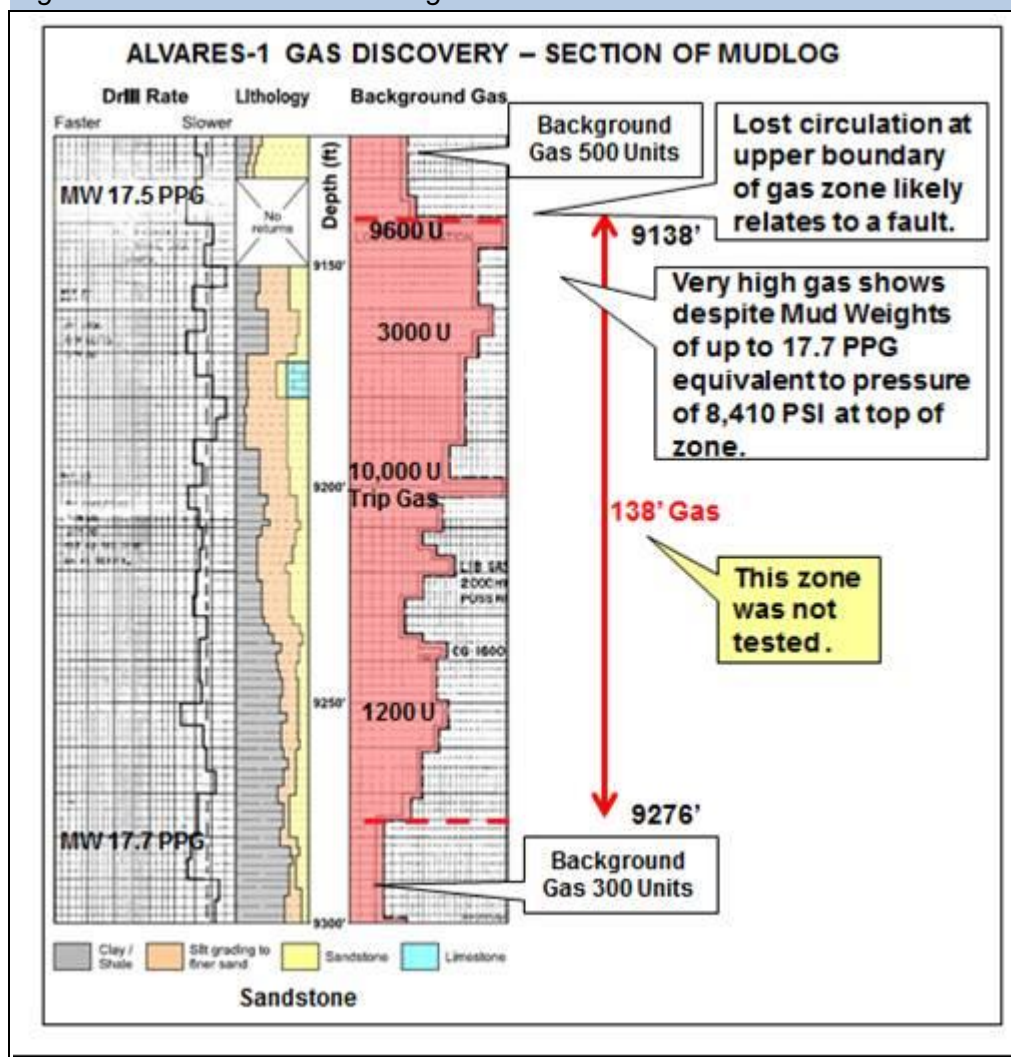 ALVARES-1 GAS DISCOVERY – SECTION OF MUDLOG
Drill Rate
Lithology
Background Gas
Faster
Slower
Depth (ft)
Background
Gas 500 Units
Lost circulation at
upper boundary
of gas zone likely
relates to a fault.
MW 17.5 PPG
No
returns
9600 U
9138'
9150'
Very high gas shows
despite Mud Weights
of up to 17.7 PPG
equivalent to pressure
of 8,410 PSI at top of
zone.
3000 U
10,000 U
Trip Gas
9200'
138' Gas
This zone
was not
tested.
CG 1600
9250'
1200 U
9276'
MW 17.7 PPG
Background
Gas 300 Units
9300'
Clay /
Shale
Silt grading to
finer sand
Sandstone
Limestone
Sandstone